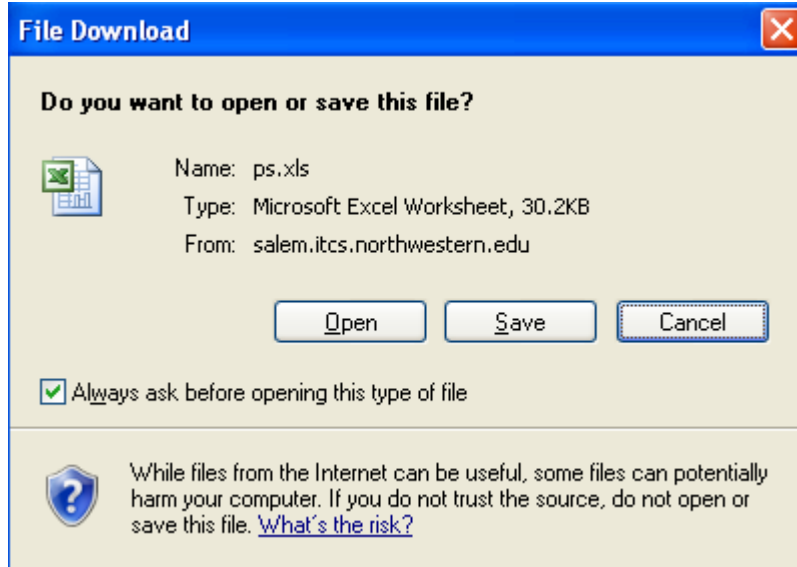 File Download
Do you want to open or save this file?
Name: ps.xls
Type: Microsoft Excel Worksheet, 30.2KB
From: salem.itcs.northwestern.edu
Open Save Cancel
Always ask before opening this type of file
While files from the Internet can be useful, some files can potentially
harm your computer. If you do not trust the source, do not open or
save this file. What's the risk?